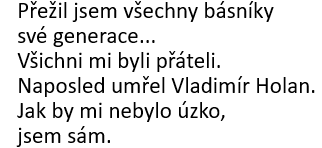 Přežil jsem všechny básníky
své generace...
Všichni mi byli přáteli.
Naposled umřel Vladimír Holan.
Jak by mi nebylo úzko,
jsem sám.